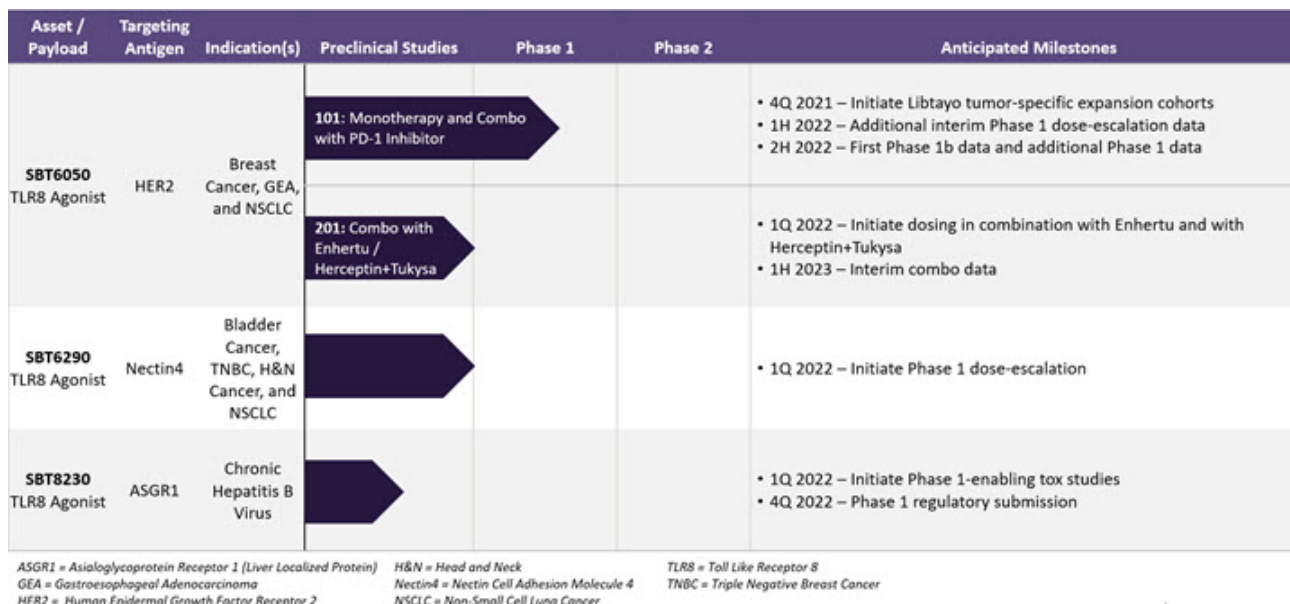 Asset / Payload
Targeting Antigen
Indication(s)
Preclinical Studies
Phase 1
Phase 2
Anticipated Milestones
SBT6050
TLR8 Agonist
HER2
Breast
Cancer, GEA,
and NSCLC
101: Monotherapy and Combo
with PD-1 Inhibitor
• 4Q 2021 – Initiate Libtayo tumor-specific expansion cohorts
• 1H 2022 – Additional interim Phase 1 dose-escalation data
• 2H 2022 – First Phase 1b data and additional Phase 1 data
201: Combo with
Enhertu /
Herceptin+Tukysa
• 1Q 2022 – Initiate dosing in combination with Enhertu and with
Herceptin+Tukysa
• 1H 2023 – Interim combo data
SBT6290
TLR8 Agonist
Nectin4
Bladder
Cancer,
TNBC, H&N
Cancer, and
NSCLC
• 1Q 2022 – Initiate Phase 1 dose-escalation
SBT8230
TLR8 Agonist
ASGR1
Chronic
Hepatitis B
Virus
• 1Q 2022 – Initiate Phase 1-enabling tox studies
• 4Q 2022 – Phase 1 regulatory submission
ASGR1 = Asialoglycoprotein Receptor 1 (Liver Localized Protein)
GEA = Gastroesophageal Adenocarcinoma
HER2 = Human Epidermal Growth Factor Receptor 2
H&N = Head and Neck
Nectin4 = Nectin Cell Adhesion Molecule 4
NSCLC = Non-Small Cell Lung Cancer
TLR8 = Toll Like Receptor 8
TNBC = Triple Negative Breast Cancer